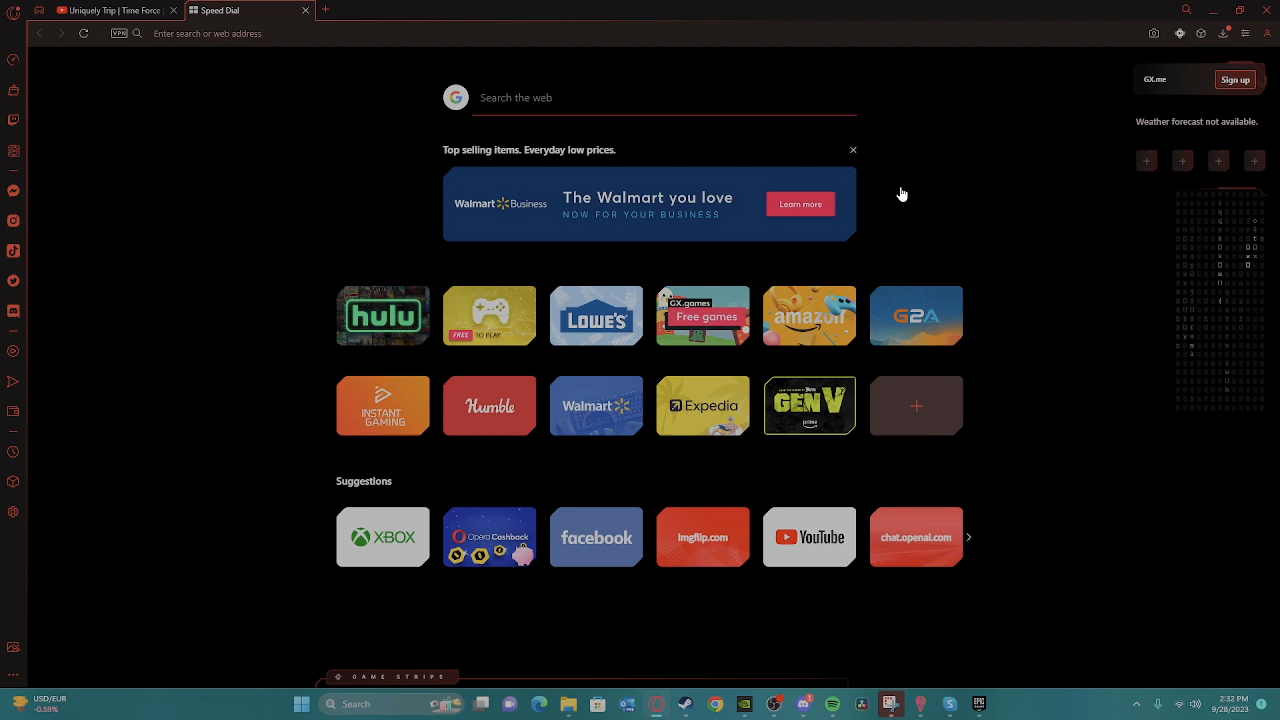 Uniquely Trip | Time Force
Speed Dial
VPN
Enter search or web address
GX.me
Sign up
Search the web
Weather forecast not available.
Top selling items. Everyday low prices.
Walmart Business
The Walmart you love
NOW FOR YOUR BUSINESS
Learn more
hulu
FREE TO PLAY
LOWE'S
GX.games
Free games
amazon
G2A
INSTANT GAMING
Humble
Walmart
Expedia
GEN V
prime
Suggestions
XBOX
Opera Cashback
facebook
imgflip.com
YouTube
chat.openai.com
GAME STRIPS
USD/EUR
-0.59%
Search
2:32 PM
9/28/2023